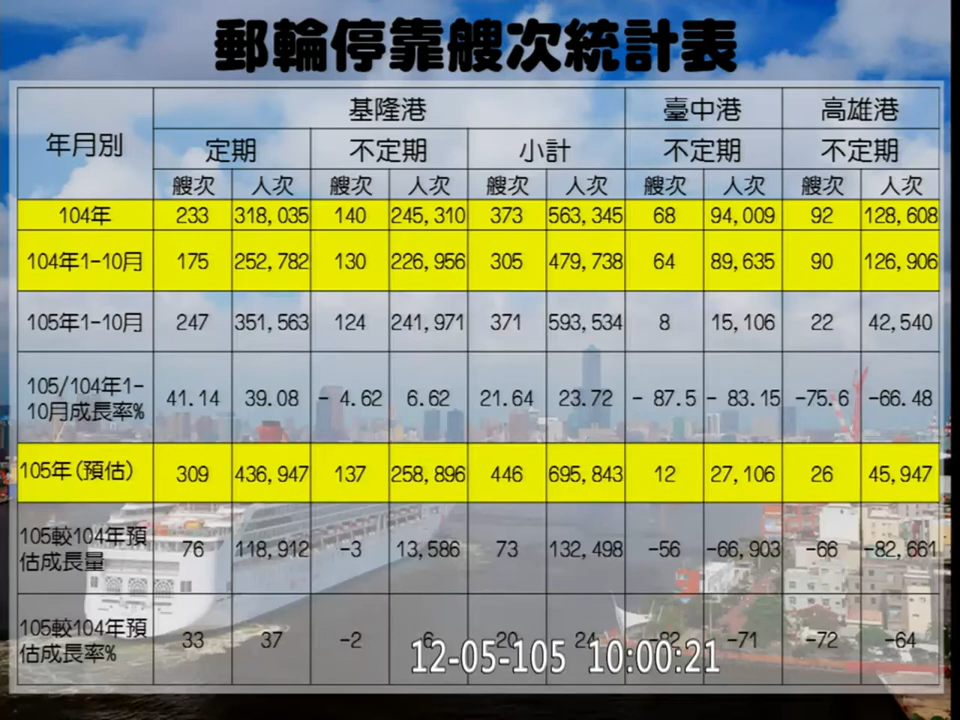 郵輪停靠艘次統計表
年月別 基隆港 臺中港 高雄港
定期 不定期 小計 不定期 不定期
艘次 人次 艘次 人次 艘次 人次 艘次 人次 艘次 人次
104年 233 318,035 140 245,310 373 563,345 68 94,009 92 128,608
104年1-10月 175 252,782 130 226,956 305 479,738 64 89,635 90 126,906
105年1-10月 247 351,563 124 241,971 371 593,534 8 15,106 22 42,540
105/104年1-
10月成長率% 41.14 39.08 - 4.62 6.62 21.64 23.72 - 87.5 - 83.15 -75.6 -66.48
105年(預估) 309 436,947 137 258,896 446 695,843 12 27,106 26 45,947
105較104年預
估成長量 76 118,912 -3 13,586 73 132,498 -56 -66,903 -66 -82,661
105較104年預
估成長率% 33 37 -2 6 20 24 -82 -71 -72 -64
12-05-105 10:00:21